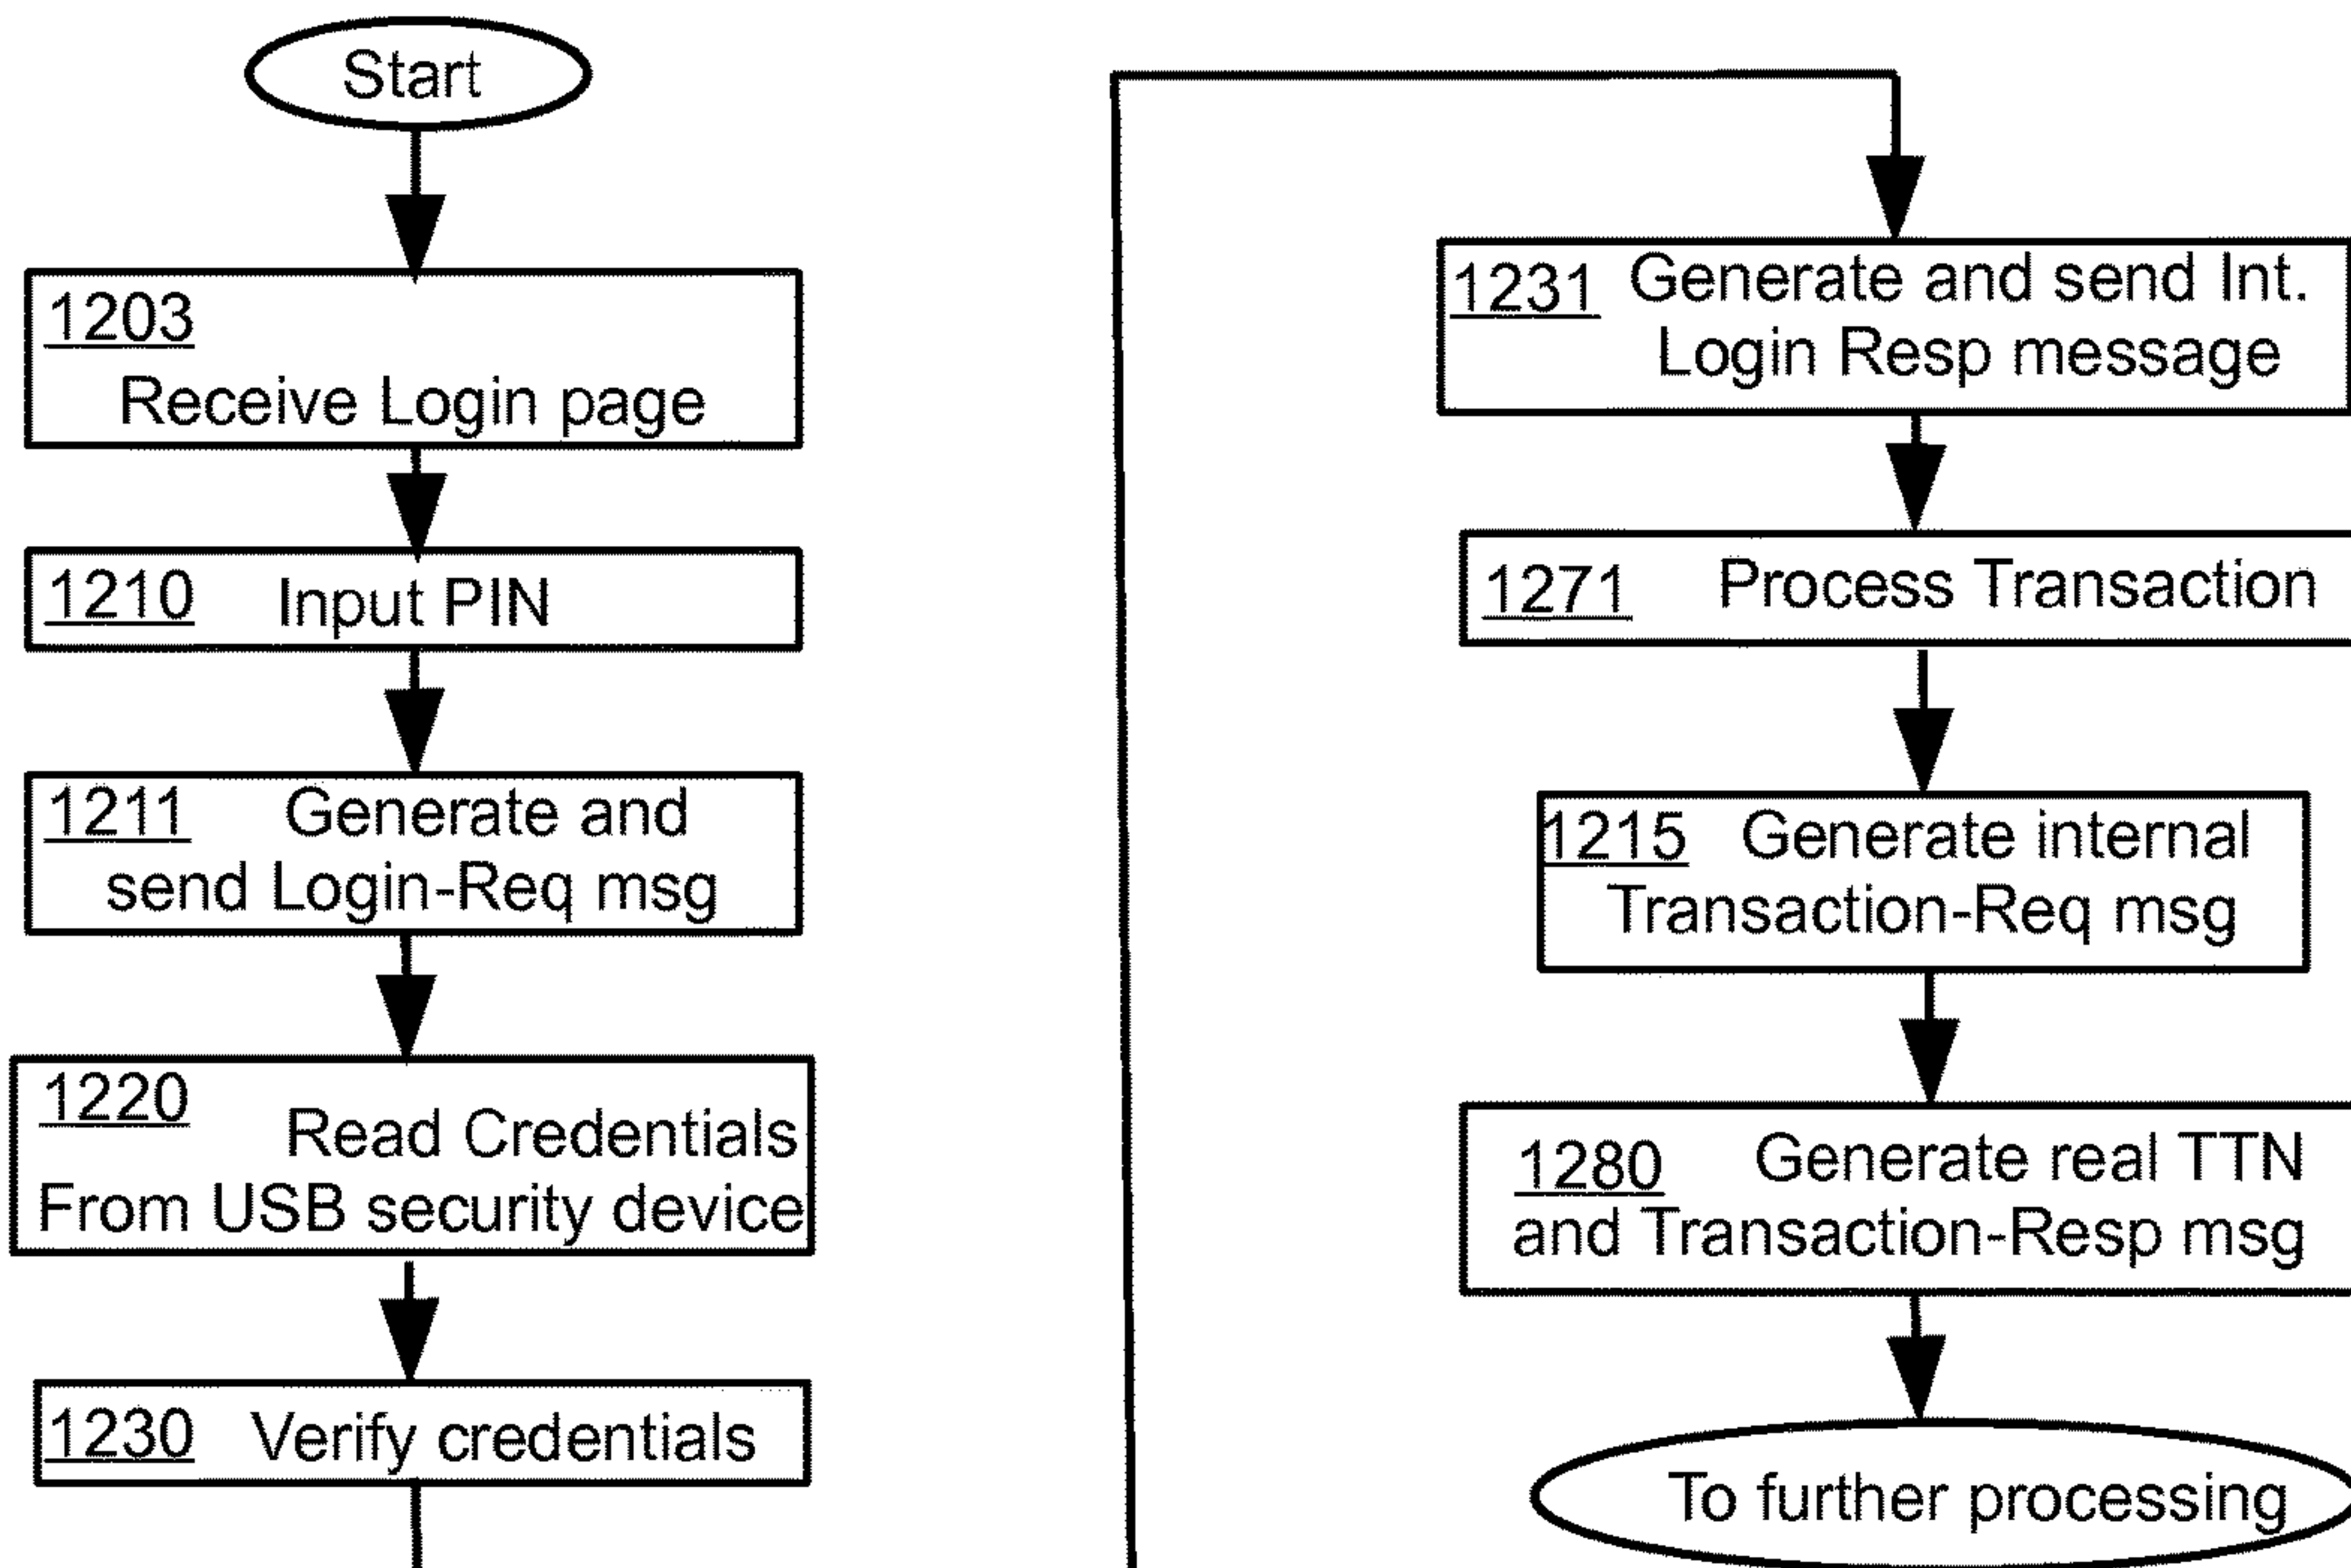 Start
1203
Receive Login page
1210 Input PIN
1211 Generate and
send Login-Req msg
1220
Read Credentials
From USB security device
1230 Verify credentials
1231 Generate and send Int.
Login Resp message
1271 Process Transaction
1215 Generate internal
Transaction-Req msg
1280 Generate real TTN
and Transaction-Resp msg
To further processing